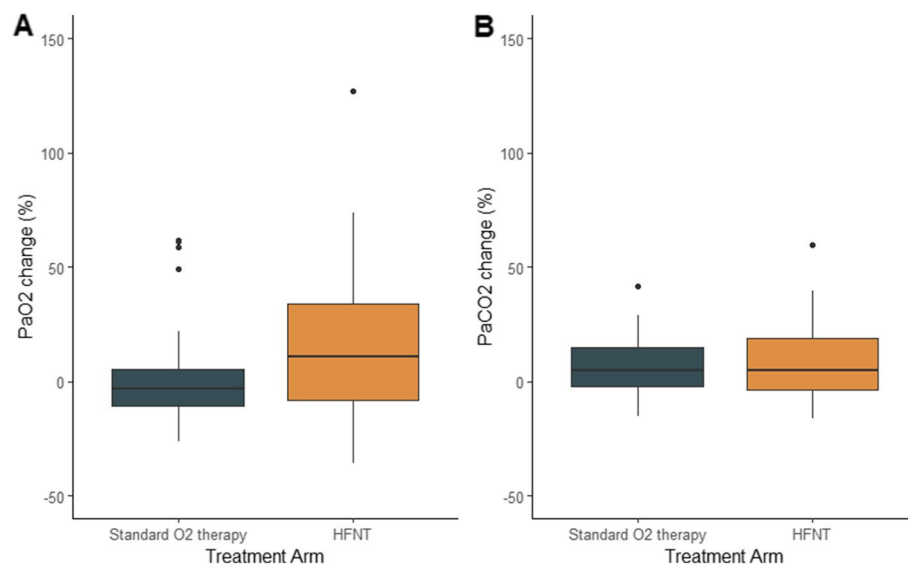 A
PaO2 change (%)
150
100
50
0
-50
Standard O2 therapy
HFNT
Treatment Arm
B
PaCO2 change (%)
150
100
50
0
-50
Standard O2 therapy
HFNT
Treatment Arm